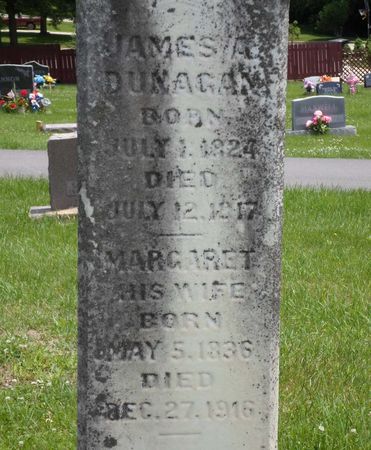 JAMES A.
DUNAGAN
BORN
JULY 1, 1824
DIED
JULY 12, 1917
MARGARET
HIS WIFE
BORN
MAY 5, 1836
DIED
DEC. 27, 1916